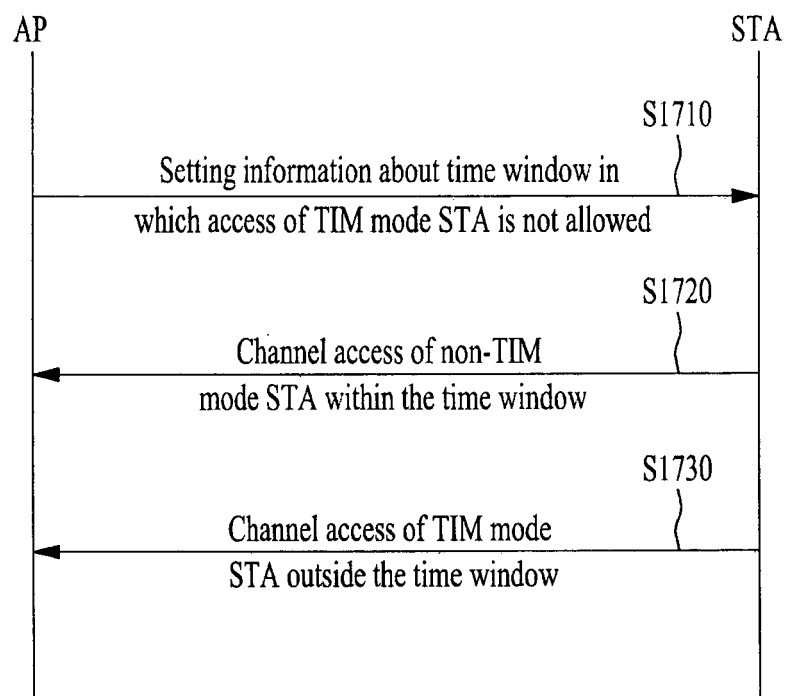 AP
STA
S1710
Setting information about time window in
which access of TIM mode STA is not allowed
S1720
Channel access of non-TIM
mode STA within the time window
S1730
Channel access of TIM mode
STA outside the time window